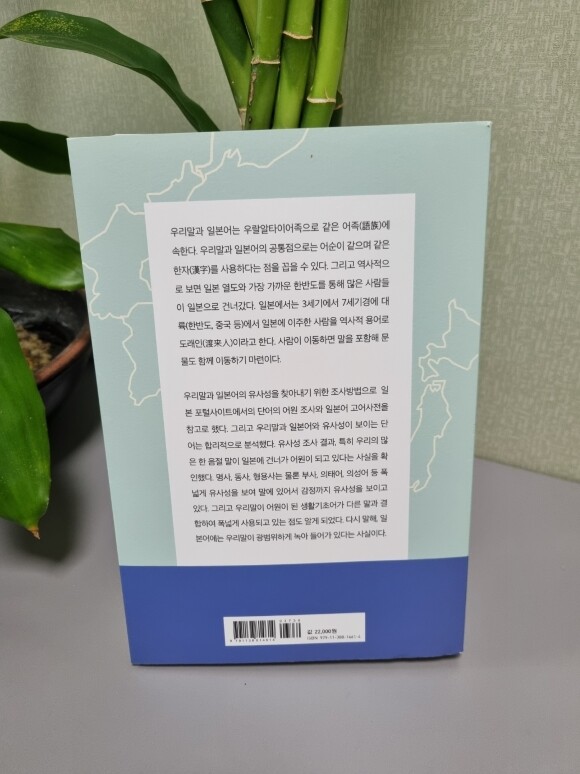 우리말과 일본어는 우랄알타이어족으로 같은 어족(語族)에
속한다. 우리말과 일본어의 공통점으로는 어순이 같으며 같은
한자(漢字)를 사용하다는 점을 꼽을 수 있다. 그리고 역사적으
로 보면 일본 열도와 가장 가까운 한반도를 통해 많은 사람들
이 일본으로 건너갔다. 일본에서는 3세기에서 7세기경에 대
륙(한반도, 중국 등)에서 일본에 이주한 사람을 역사적 용어로
도래인(渡來人)이라고 한다. 사람이 이동하면 말을 포함해 문
물도 함께 이동하기 마련이다.
우리말과 일본어의 유사성을 찾아내기 위한 조사방법으로 일
본 포털사이트에서의 단어의 어원 조사와 일본어 고어사전을
참고로 했다. 그리고 우리말과 일본어와 유사성이 보이는 단
어는 합리적으로 분석했다. 유사성 조사 결과, 특히 우리의 많
은 한 음절 말이 일본에 건너가 어원이 되고 있다는 사실을 확
인했다. 명사, 동사, 형용사는 물론 부사, 의태어, 의성어 등 폭
넓게 유사성을 보여 말에 있어서 감정까지 유사성을 보이고
있다. 그리고 우리말이 어원이 된 생활기초어가 다른 말과 결
합하여 폭넓게 사용되고 있는 점도 알게 되었다. 다시 말해, 일
본어에는 우리말이 광범위하게 녹아 들어가 있다는 사실이다.
값 22,000원